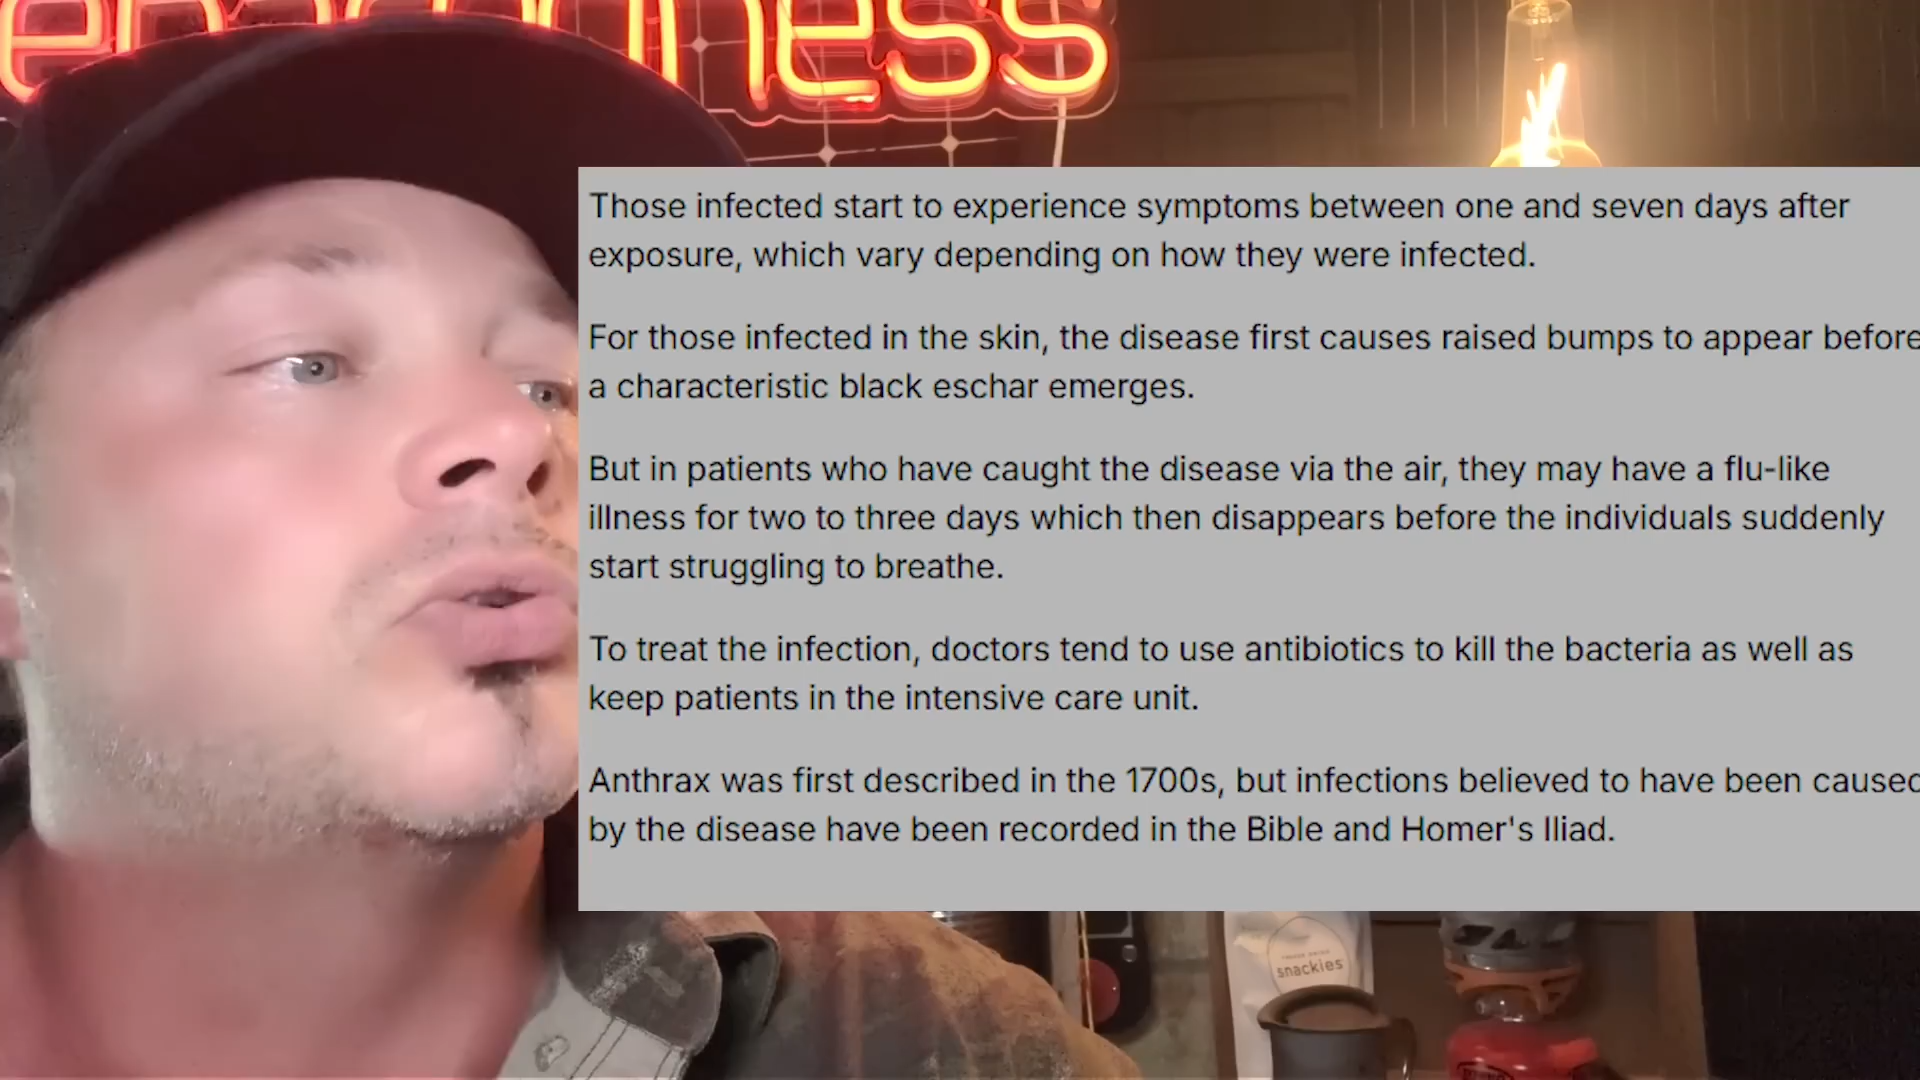 ness
Those infected start to experience symptoms between one and seven days after
exposure, which vary depending on how they were infected.
For those infected in the skin, the disease first causes raised bumps to appear before
a characteristic black eschar emerges.
But in patients who have caught the disease via the air, they may have a flu-like
illness for two to three days which then disappears before the individuals suddenly
start struggling to breathe.
To treat the infection, doctors tend to use antibiotics to kill the bacteria as well as
keep patients in the intensive care unit.
Anthrax was first described in the 1700s, but infections believed to have been caused
by the disease have been recorded in the Bible and Homer's Iliad.
snackies